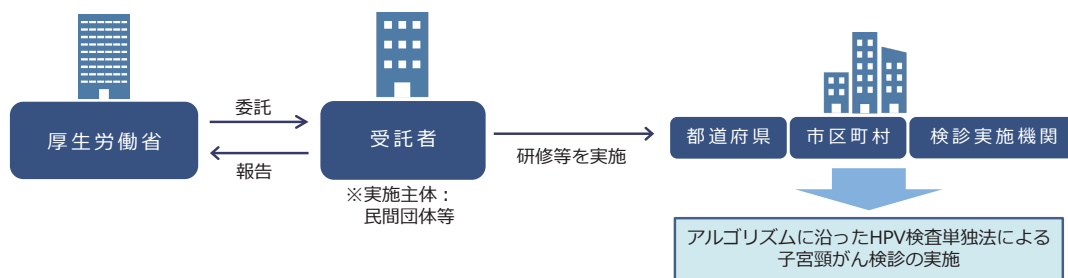 厚生労働省
委託
報告
受託者
※実施主体：
民間団体等
研修等を実施
都道府県
市区町村
検診実施機関
アルゴリズムに沿ったHPV検査単独法による
子宮頸がん検診の実施